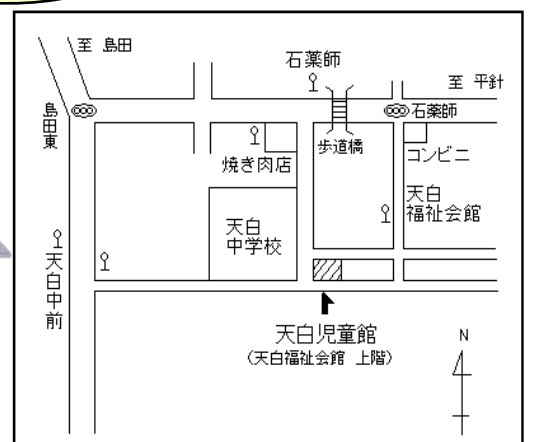 至 島田
石薬師
至 平針
島田東
石薬師
歩道橋
コンビニ
焼き肉店
天白
福祉会館
天白
中学校
天白中前
天白児童館
(天白福祉会館 上階)
N